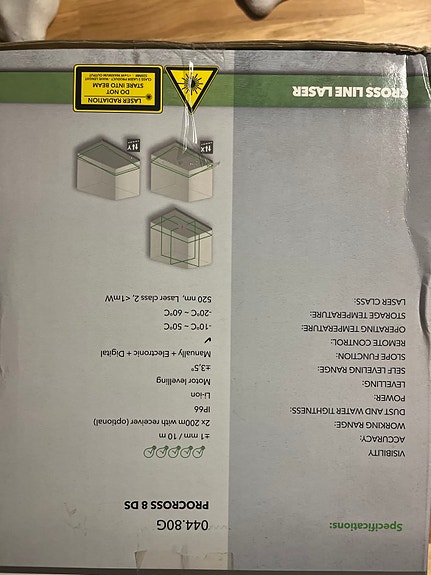 Specifications:
044.80G
PROCROSS 8 DS
VISIBILITY
ACCURACY: ±1 mm / 10 m
WORKING RANGE: 2x 200m with receiver (optional)
DUST AND WATER TIGHTNESS: IP66
POWER: Li-ion
LEVELLING: Motor levelling
SELF LEVELING RANGE: ±3,5°
SLOPE FUNCTION: Manually + Electronic + Digital
REMOTE CONTROL: ✓
OPERATING TEMPERATURE: -10°C ~ 50°C
STORAGE TEMPERATURE: -20°C ~ 60°C
LASER CLASS: 520 nm, Laser class 2, <1mW
X
Y
LASER RADIATION
DO NOT
STARE INTO BEAM
CROSS LINE LASER